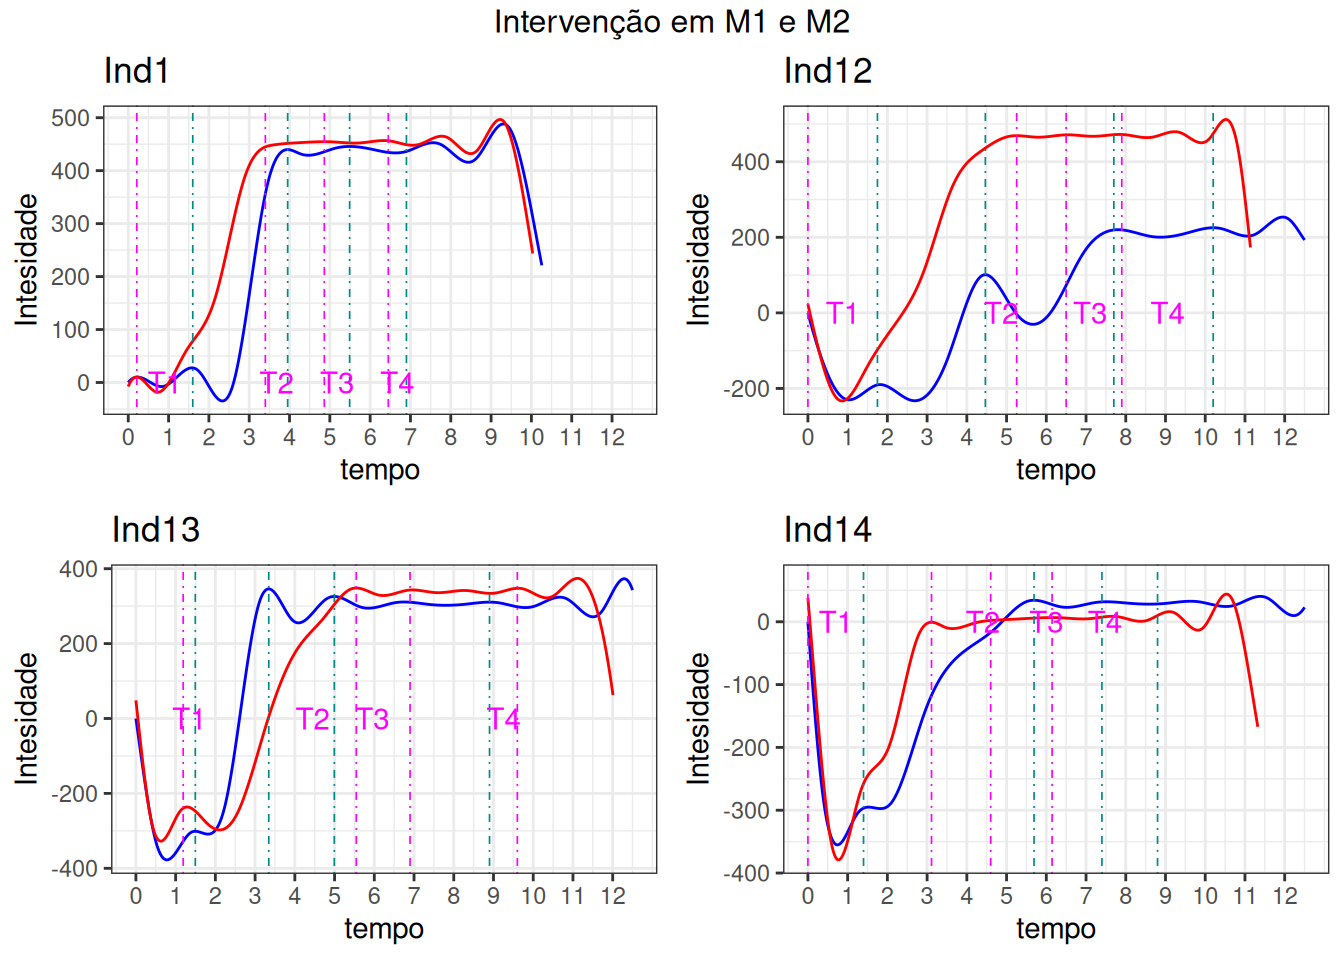 Intervenção em M1 e M2
Ind1
Intesidade
500
400
300
200
100
0
T1 T2 T3 T4
0 1 2 3 4 5 6 7 8 9 10 11 12
tempo
Ind12
Intesidade
400
200
0
-200
T1 T2 T3 T4
0 1 2 3 4 5 6 7 8 9 10 11 12
tempo
Ind13
Intesidade
400
200
0
-200
-400
T1 T2 T3 T4
0 1 2 3 4 5 6 7 8 9 10 11 12
tempo
Ind14
Intesidade
0
-100
-200
-300
-400
T1 T2 T3 T4
0 1 2 3 4 5 6 7 8 9 10 11 12
tempo